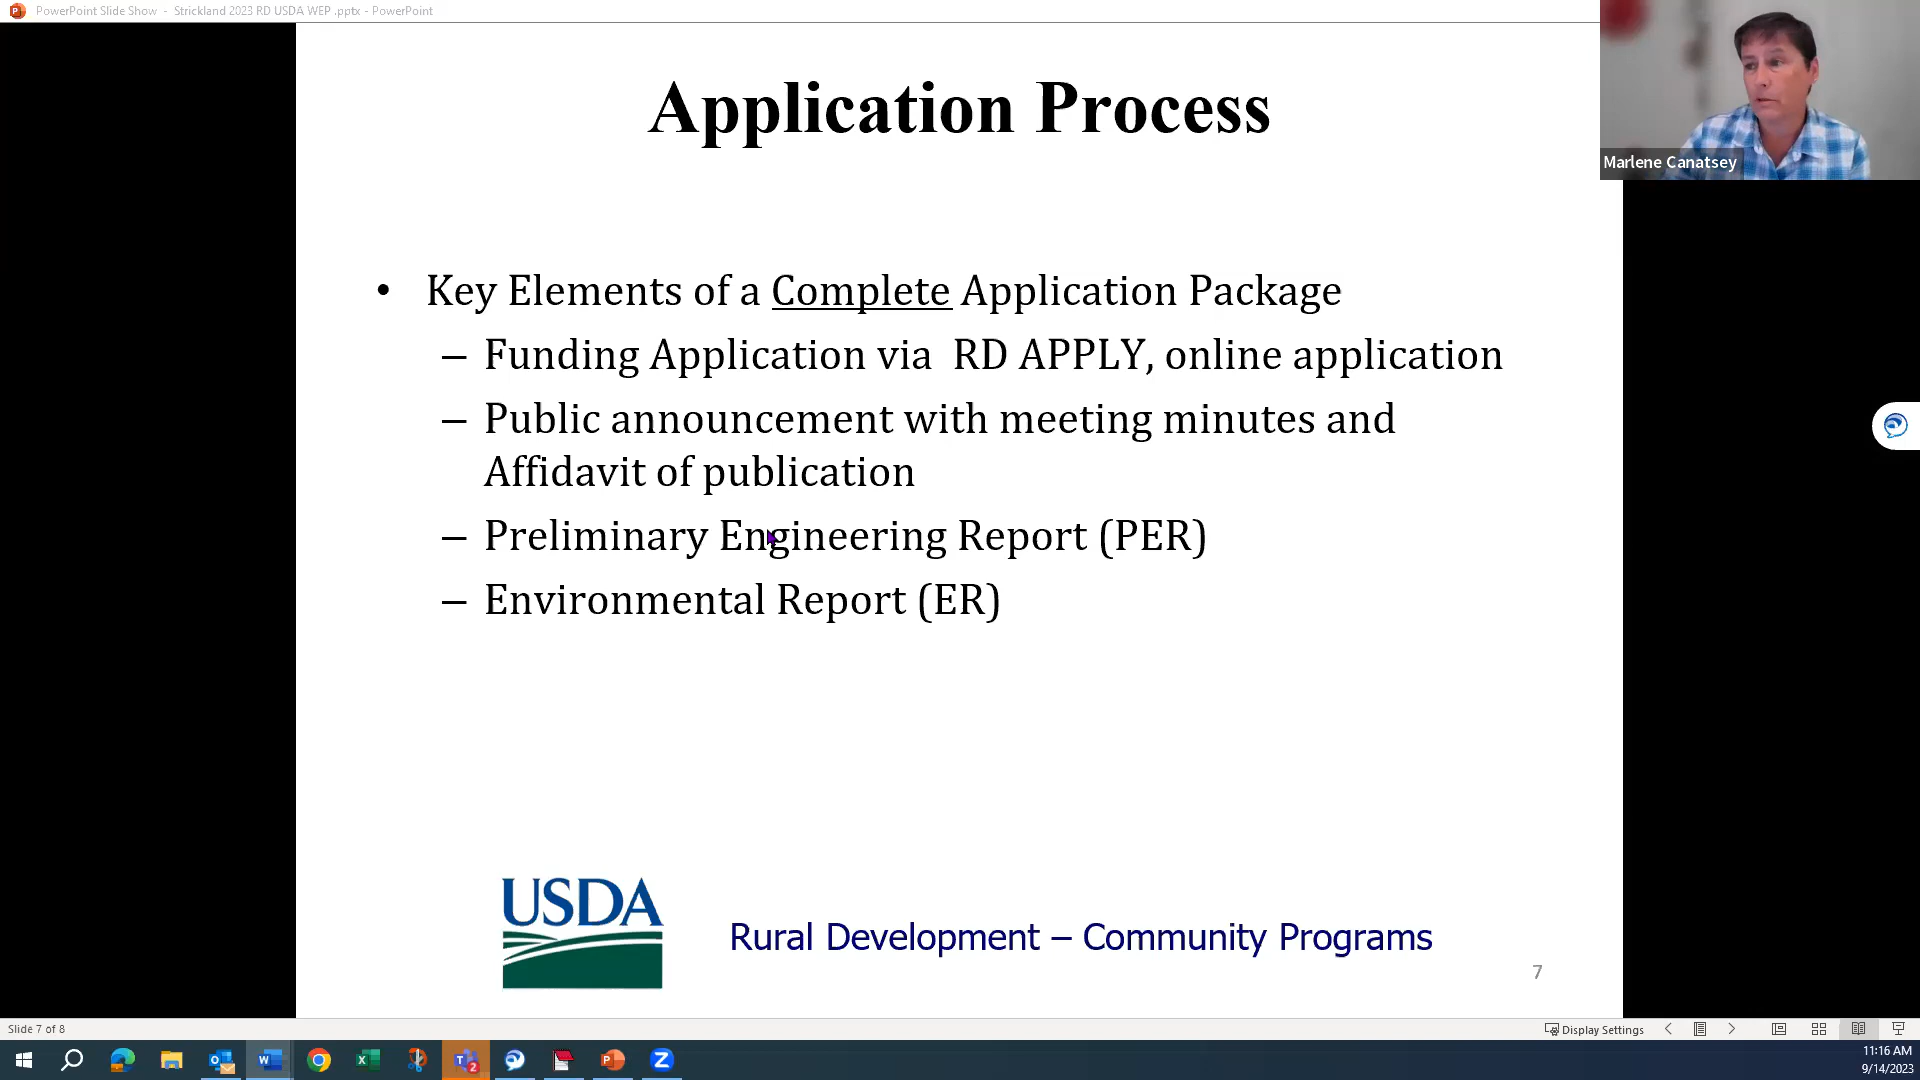 PowerPoint Slide Show - Strickland 2023 RD USDA WEP .pptx - PowerPoint
Application Process
Marlene Canatsey
• Key Elements of a Complete Application Package
– Funding Application via RD APPLY, online application
– Public announcement with meeting minutes and
Affidavit of publication
– Preliminary Engineering Report (PER)
– Environmental Report (ER)
USDA
Rural Development – Community Programs
7
Slide 7 of 8
Display Settings
11:16 AM
9/14/2023